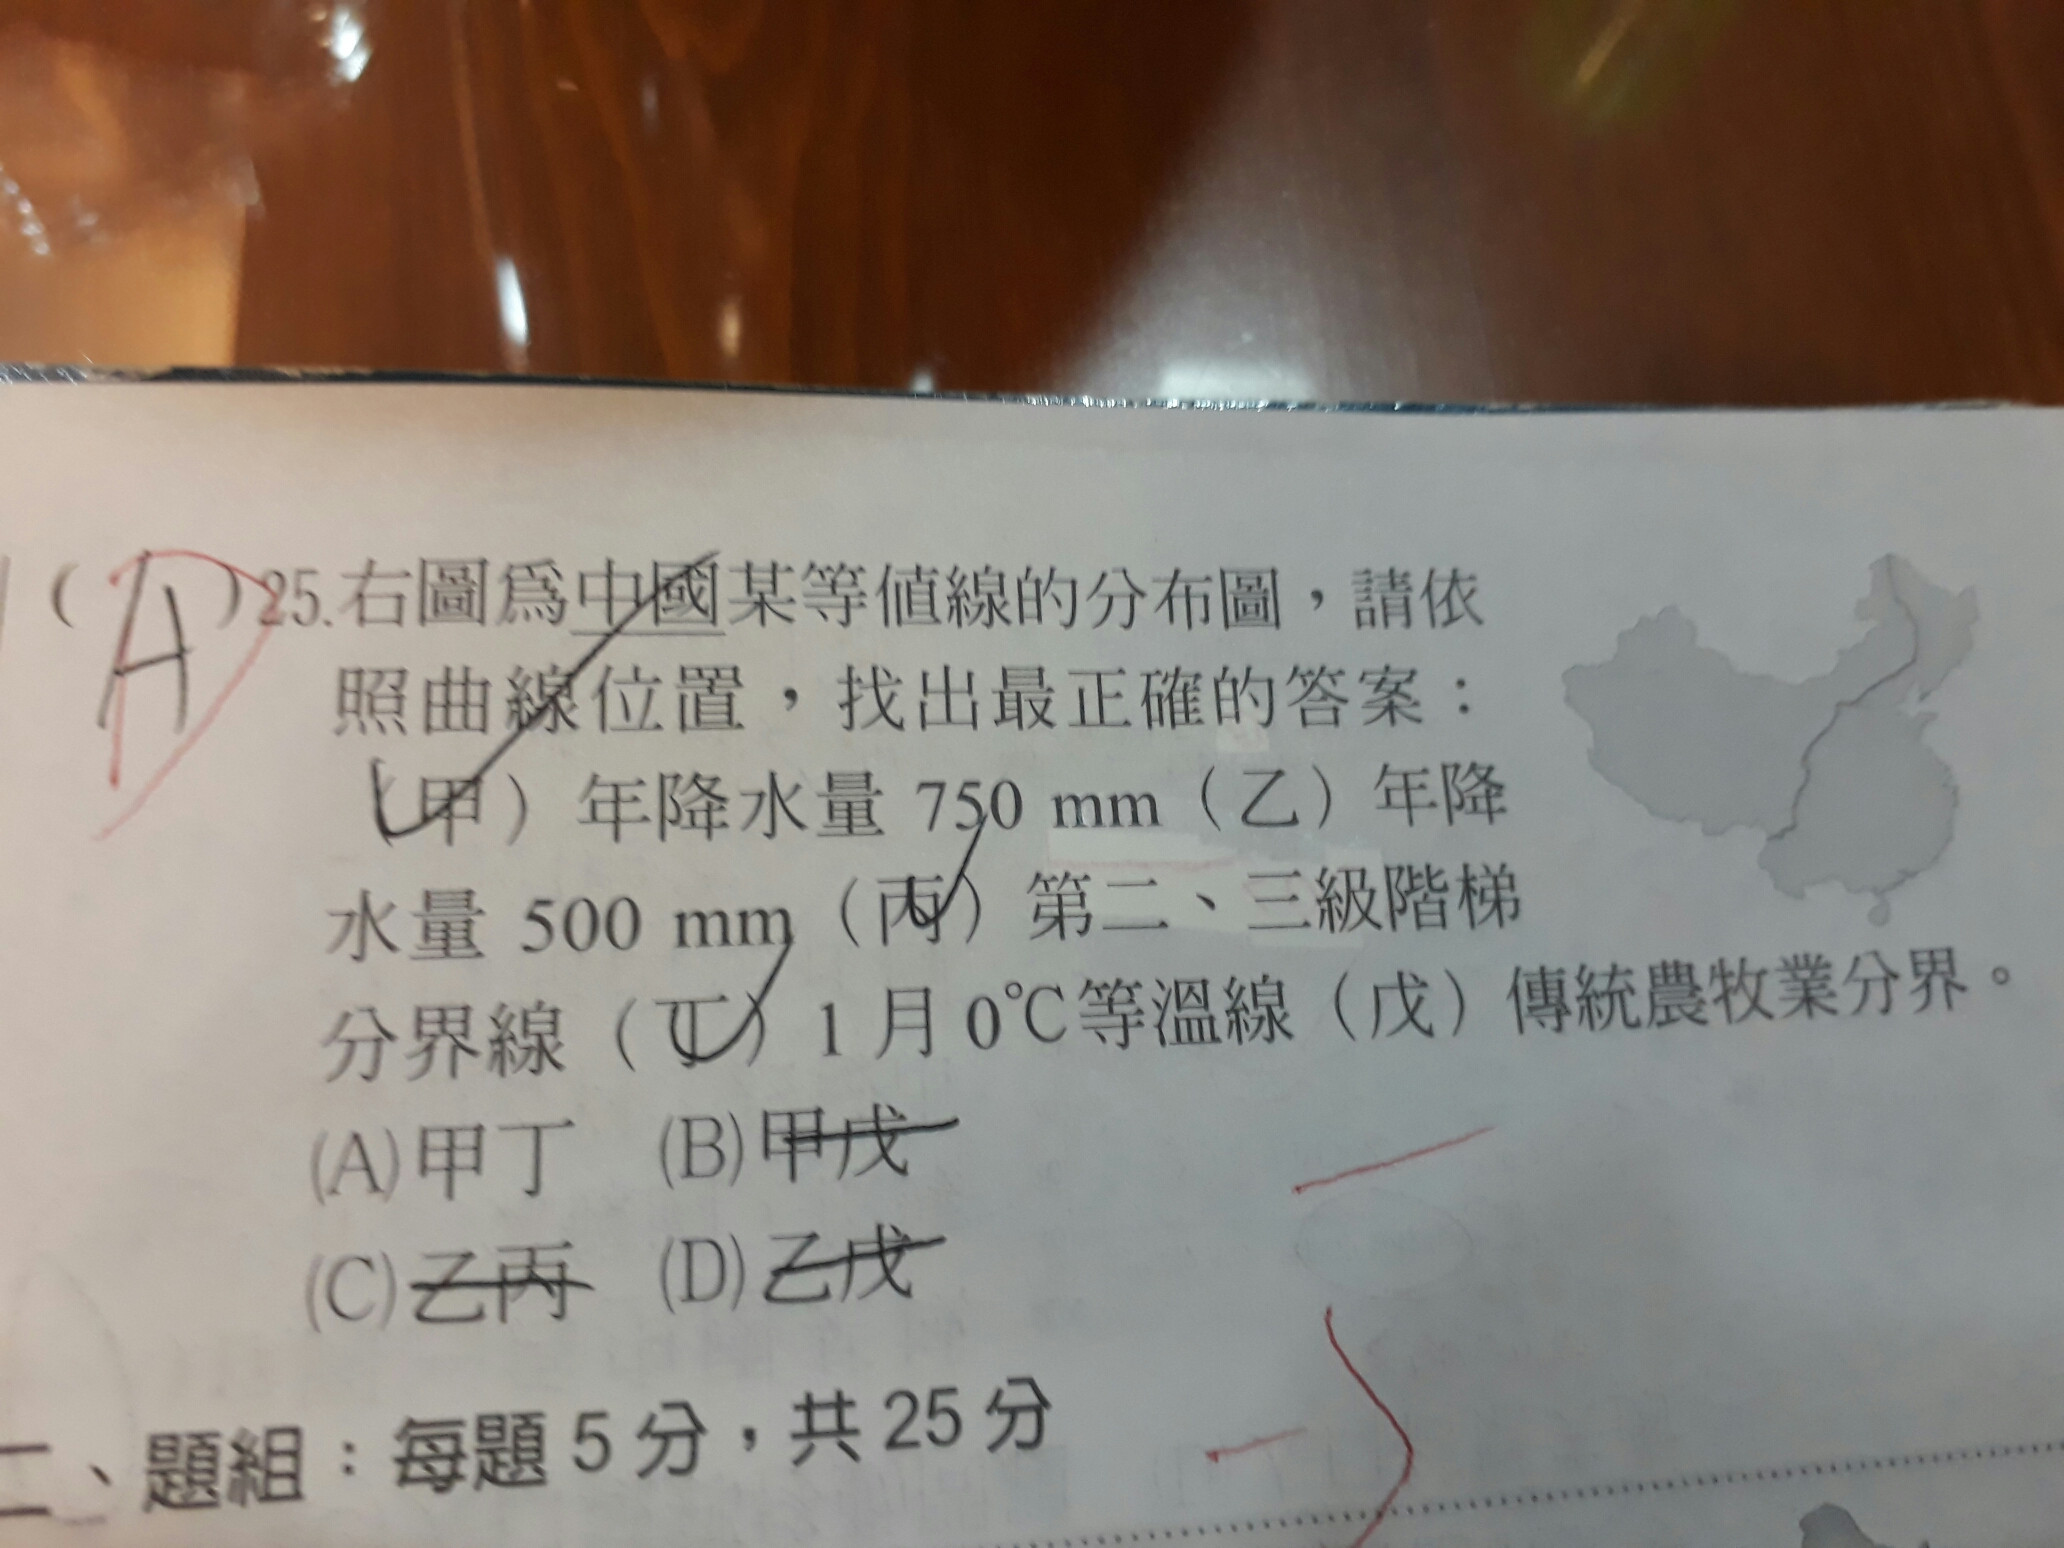 ( A )25.右圖爲中國某等値線的分布圖，請依
照曲線位置，找出最正確的答案：
（甲）年降水量 750 mm（乙）年降
水量 500 mm（丙）第二、三級階梯
分界線（丁）1 月 0℃等溫線（戊）傳統農牧業分界。
(A)甲丁 (B)甲戊
(C)乙丙 (D)乙戊
二、題組：每題 5 分，共 25 分